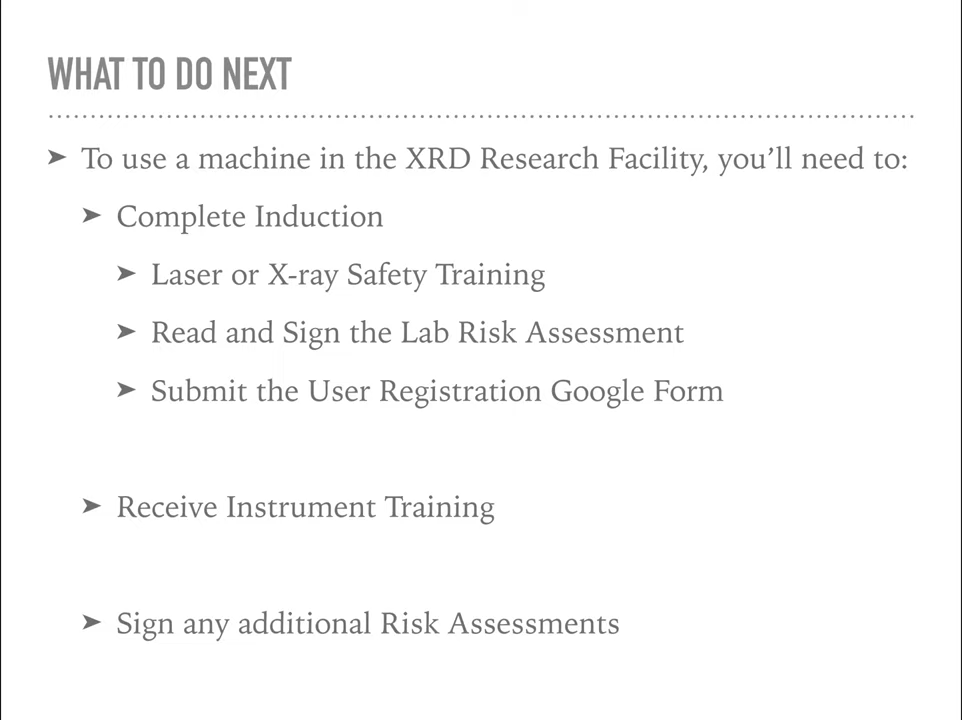 WHAT TO DO NEXT
➤ To use a machine in the XRD Research Facility, you’ll need to:
➤ Complete Induction
➤ Laser or X-ray Safety Training
➤ Read and Sign the Lab Risk Assessment
➤ Submit the User Registration Google Form
➤ Receive Instrument Training
➤ Sign any additional Risk Assessments